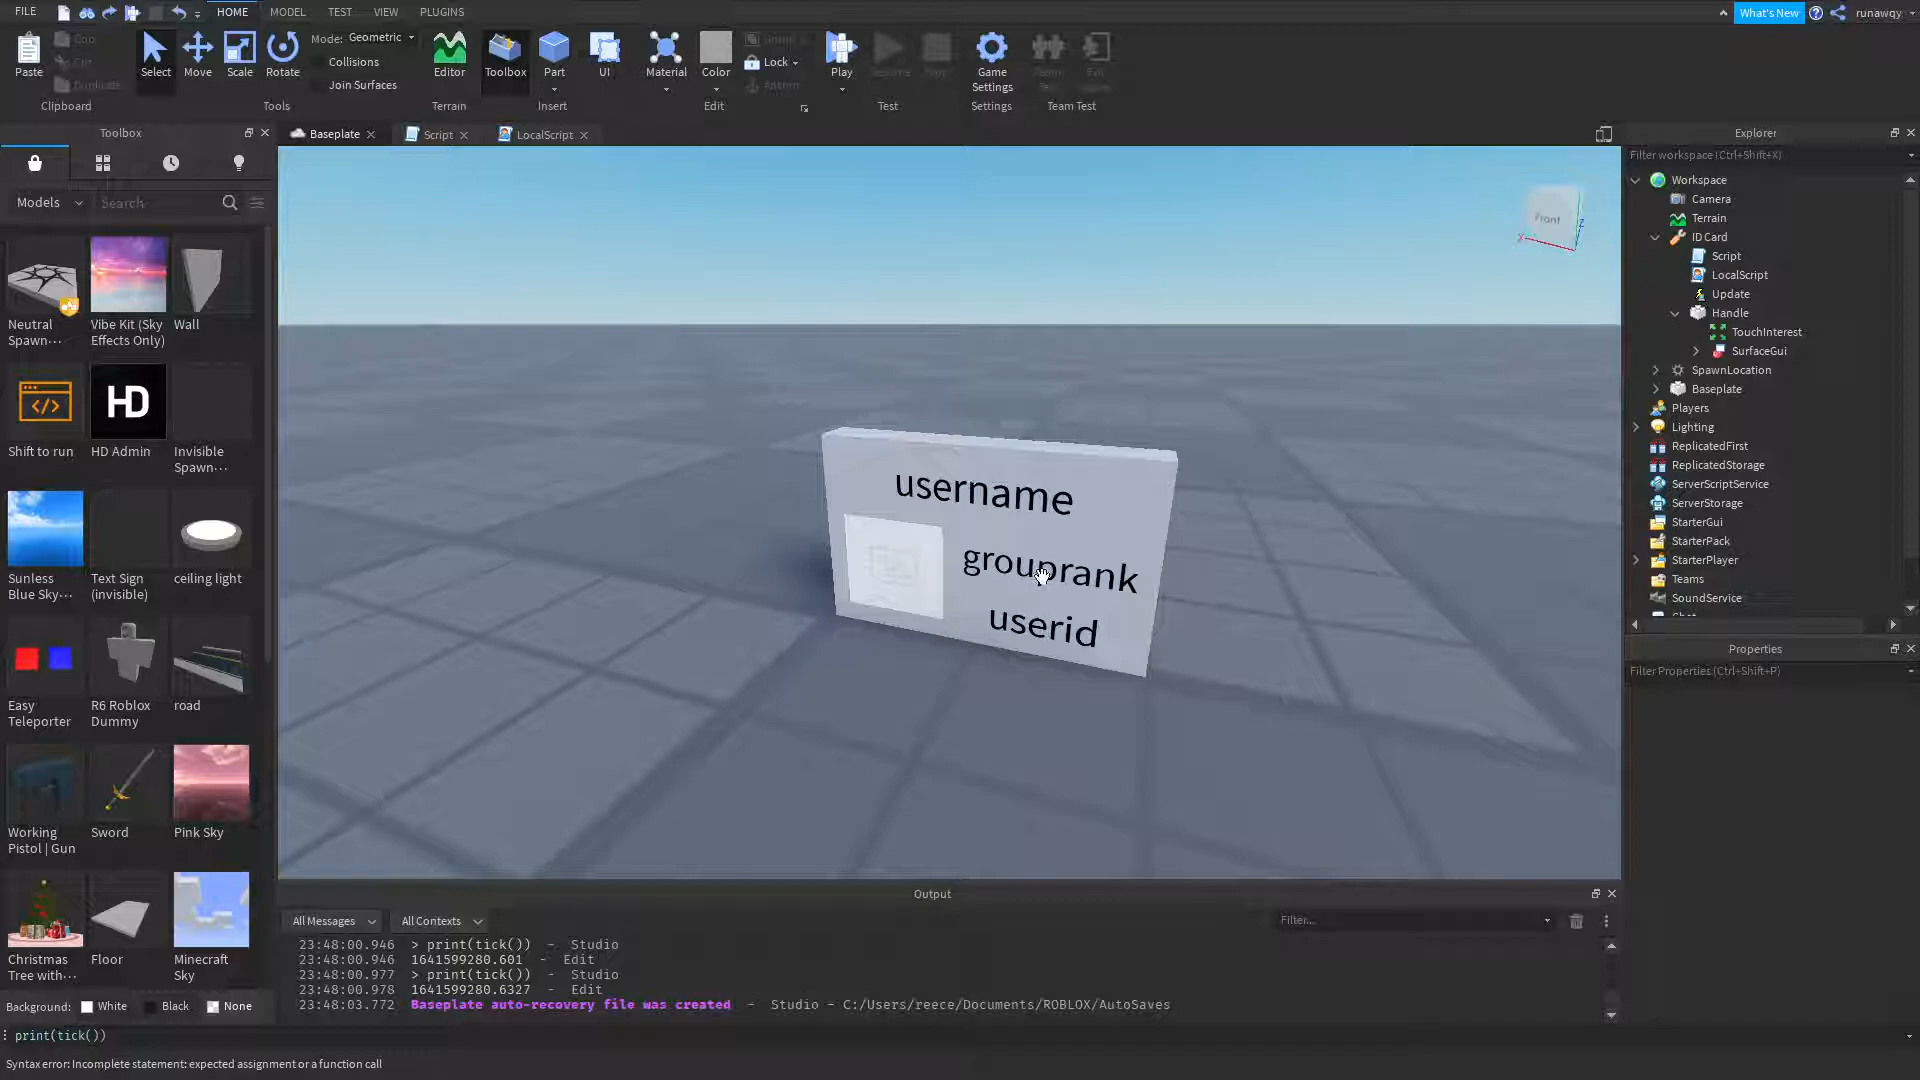 FILE HOME MODEL TEST VIEW PLUGINS What's New runawqy
Paste
Select Move Scale Rotate
Mode: Geometric
Collisions
Join Surfaces
Editor Toolbox Part UI Material Color Lock Play Game Settings
Clipboard Tools Terrain Insert Edit Test Settings Team Test
Toolbox
Baseplate Script LocalScript
Explorer
Filter workspace (Ctrl+Shift+X)
Models Search
Neutral Spawn...
Vibe Kit (Sky Effects Only)
Wall
HD
Shift to run
HD Admin
Invisible Spawn...
Sunless Blue Sky...
Text Sign (invisible)
ceiling light
Easy Teleporter
R6 Roblox Dummy
road
Working Pistol | Gun
Sword
Pink Sky
Christmas Tree with...
Floor
Minecraft Sky
Background: White Black None
Front
X
Z
username
grouprank
userid
Workspace
Camera
Terrain
ID Card
Script
LocalScript
Update
Handle
TouchInterest
SurfaceGui
SpawnLocation
Baseplate
Players
Lighting
ReplicatedFirst
ReplicatedStorage
ServerScriptService
ServerStorage
StarterGui
StarterPack
StarterPlayer
Teams
SoundService
Properties
Filter Properties (Ctrl+Shift+P)
Output
All Messages All Contexts Filter...
23:48:00.946 > print(tick()) - Studio
23:48:00.946 1641599280.601 - Edit
23:48:00.977 > print(tick()) - Studio
23:48:00.978 1641599280.6327 - Edit
23:48:03.772 Baseplate auto-recovery file was created - Studio - C:/Users/reece/Documents/ROBLOX/AutoSaves
print(tick())
Syntax error: Incomplete statement: expected assignment or a function call